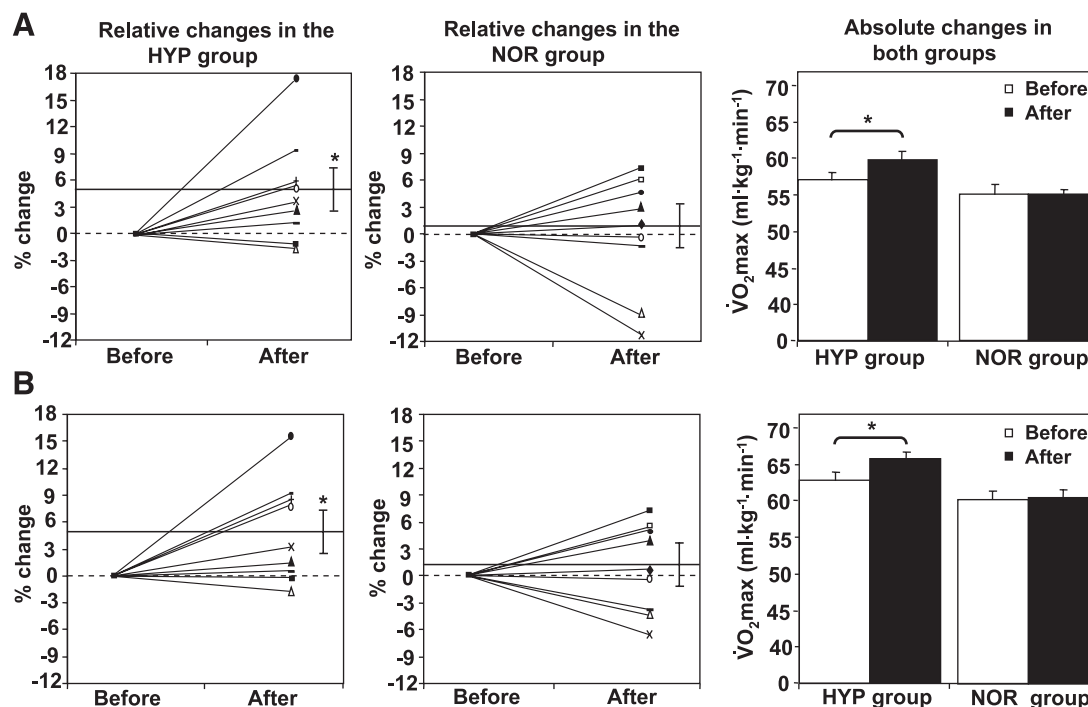 A
Relative changes in the
HYP group
Relative changes in the
NOR group
Absolute changes in
both groups
% change
18
15
12
9
6
3
0
-3
-6
-9
-12
*
Before
After
% change
18
15
12
9
6
3
0
-3
-6
-9
-12
Before
After
V̇O2max (ml·kg-1·min-1)
70
65
60
55
55
45
40
0
*
Before
After
HYP group
NOR group
B
% change
18
15
12
9
6
3
0
-3
-6
-9
-12
*
Before
After
% change
18
15
12
9
6
3
0
-3
-6
-9
-12
Before
After
V̇O2max (ml·kg-1·min-1)
70
65
60
55
55
45
40
0
*
Before
After
HYP group
NOR group